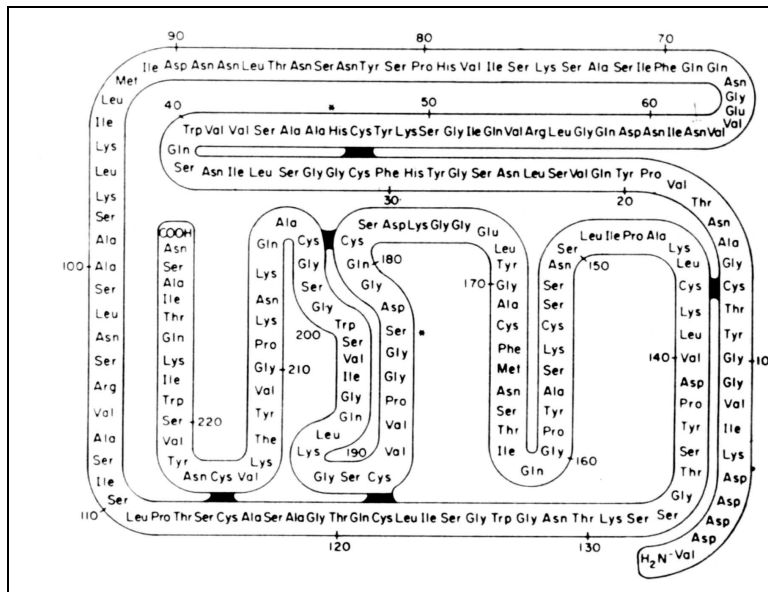 90 80 70
Ile Asp Asn Asn Leu Thr Asn Ser Asn Tyr Ser Pro His Val Ile Ser Lys Ser Ala Ser Ile Phe Gln Gln
Asn
Gly
Glu
Val
40 * 50 60
Trp Val Val Ser Ala Ala His Cys Tyr Lys Ser Gly Ile Gln Val Arg Leu Gly Gln Asp Asn Ile Asn Val
Gln
Ser
Asn Ile Leu Ser Gly Gly Cys Phe His Tyr Gly Ser Asn Leu Ser Val Gln Tyr Pro
30 20
Val
Thr
Asn
Ala
Gly
Cys
Thr
Tyr
Gly 10
Val
Ile
Lys
Asp
Asp
Asp
Asp
Val
H2N-
Met
Leu
Ile
Lys
Leu
Lys
Ser
Ala
100 Ala
Ser
Leu
Asn
Ser
Arg
Val
Ala
Ser
Ile
Ser
110
Leu Pro Thr Ser Cys Ala Ser Ala Gly Thr Gln Cys Leu Ile Ser Gly Trp Gly Asn Thr Lys Ser Ser
120 130
Gly
Thr
Ser
Tyr
Pro
Asp
140 Val
Leu
Lys
Cys
Leu
Lys
Leu Ile Pro Ala
Ser
150
Asn
Ser
Ser
Cys
Lys
Ser
Ala
Tyr
Pro
Gly
160
Gln
Ile
Thr
Ser
Asn
Met
Phe
Cys
Ala
170 Gly
Tyr
Leu
Glu
Ser Asp Lys Gly Gly
Cys
Gln 180
Gly
Asp
Ser *
Gly
Gly
Pro
Val
Val
Gly Ser Cys
Lys
Leu
190
Gln
Gly
Ile
Val
Ser
Trp
200
Gly
Ser
Gly
Cys
Ala
Gln
Lys
Asn
Lys
Pro
Gly 210
Val
Tyr
The
Lys
Asn Cys Val
Tyr
Val
Ser 220
Trp
Ile
Lys
Gln
Thr
Ile
Ala
Ser
Asn
COOH